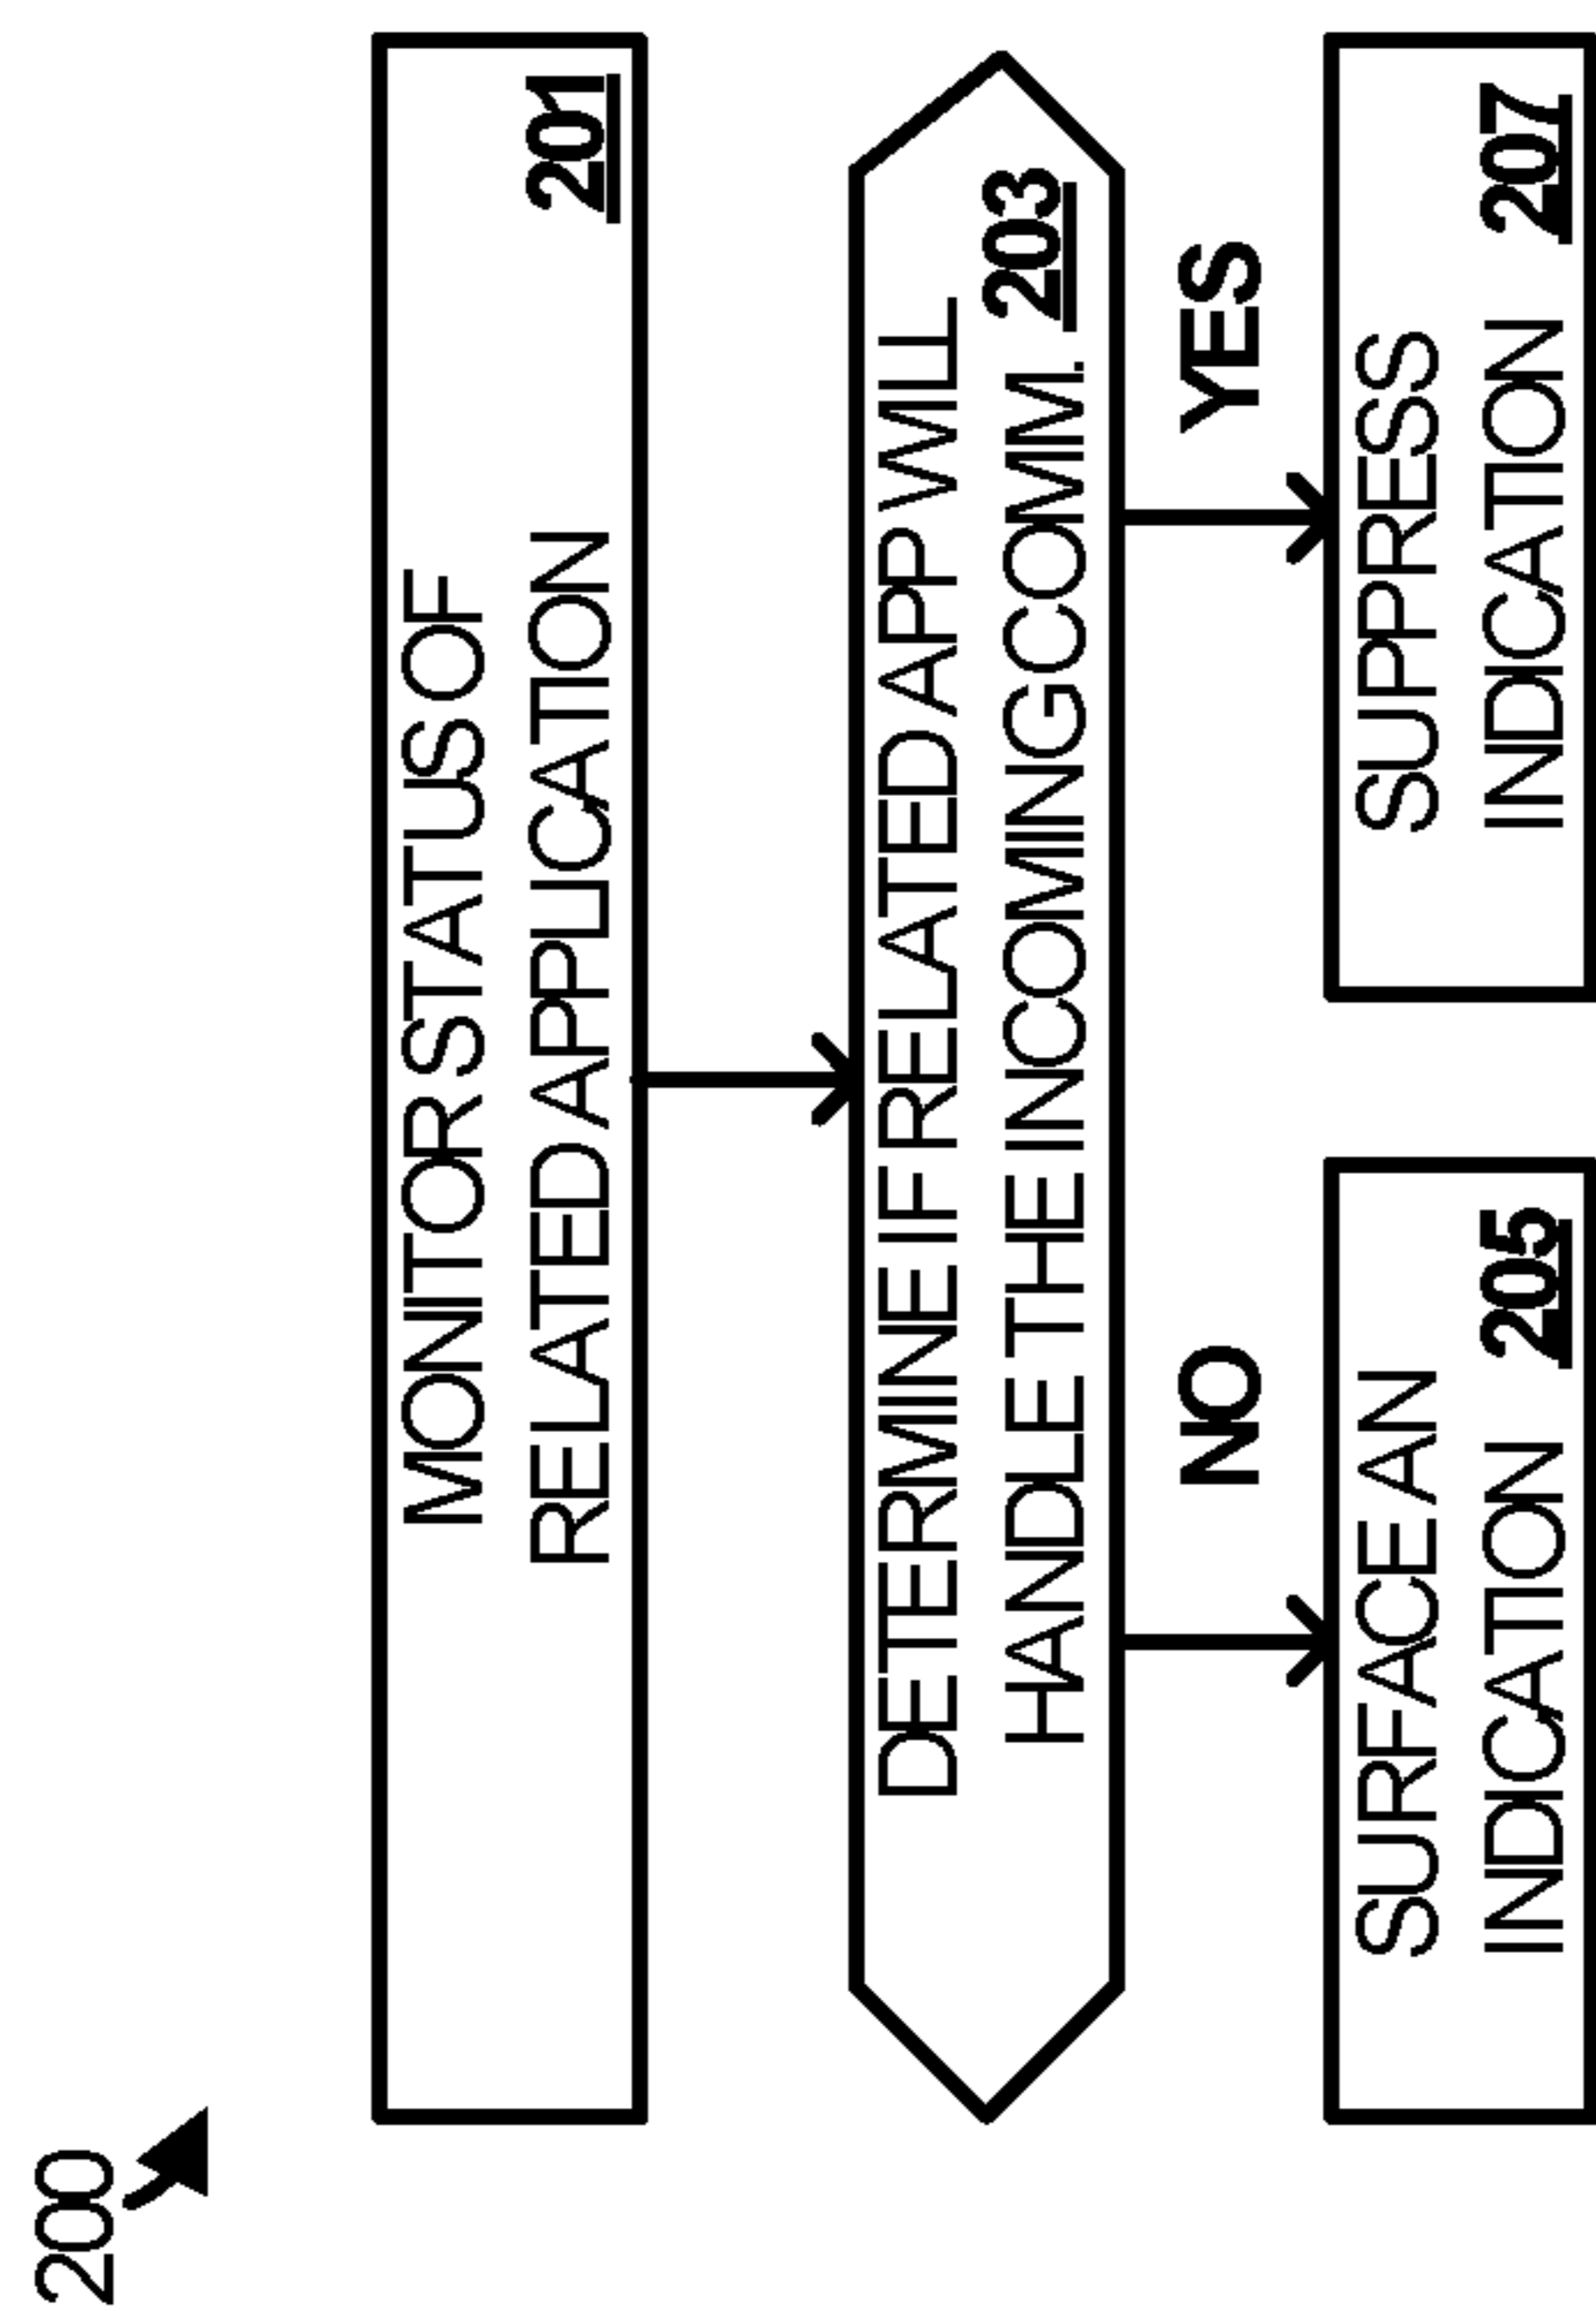 200
MONITOR STATUS OF
RELATED APPLICATION
201
DETERMINE IF RELATED APP WILL
HANDLE THE INCOMING COMM.
203
NO
YES
SURFACE AN
INDICATION
205
SUPPRESS
INDICATION
207